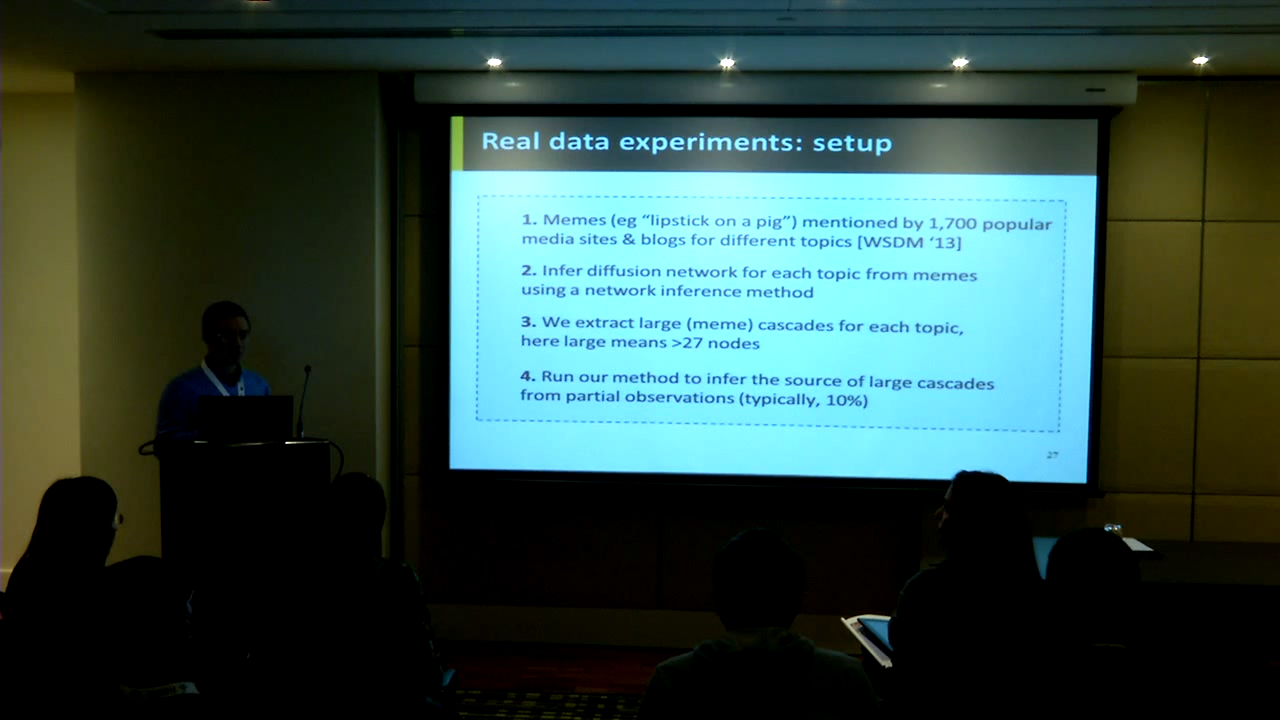 Real data experiments: setup
1. Memes (eg “lipstick on a pig”) mentioned by 1,700 popular
media sites & blogs for different topics [WSDM ‘13]
2. Infer diffusion network for each topic from memes
using a network inference method
3. We extract large (meme) cascades for each topic,
here large means >27 nodes
4. Run our method to infer the source of large cascades
from partial observations (typically, 10%)
27